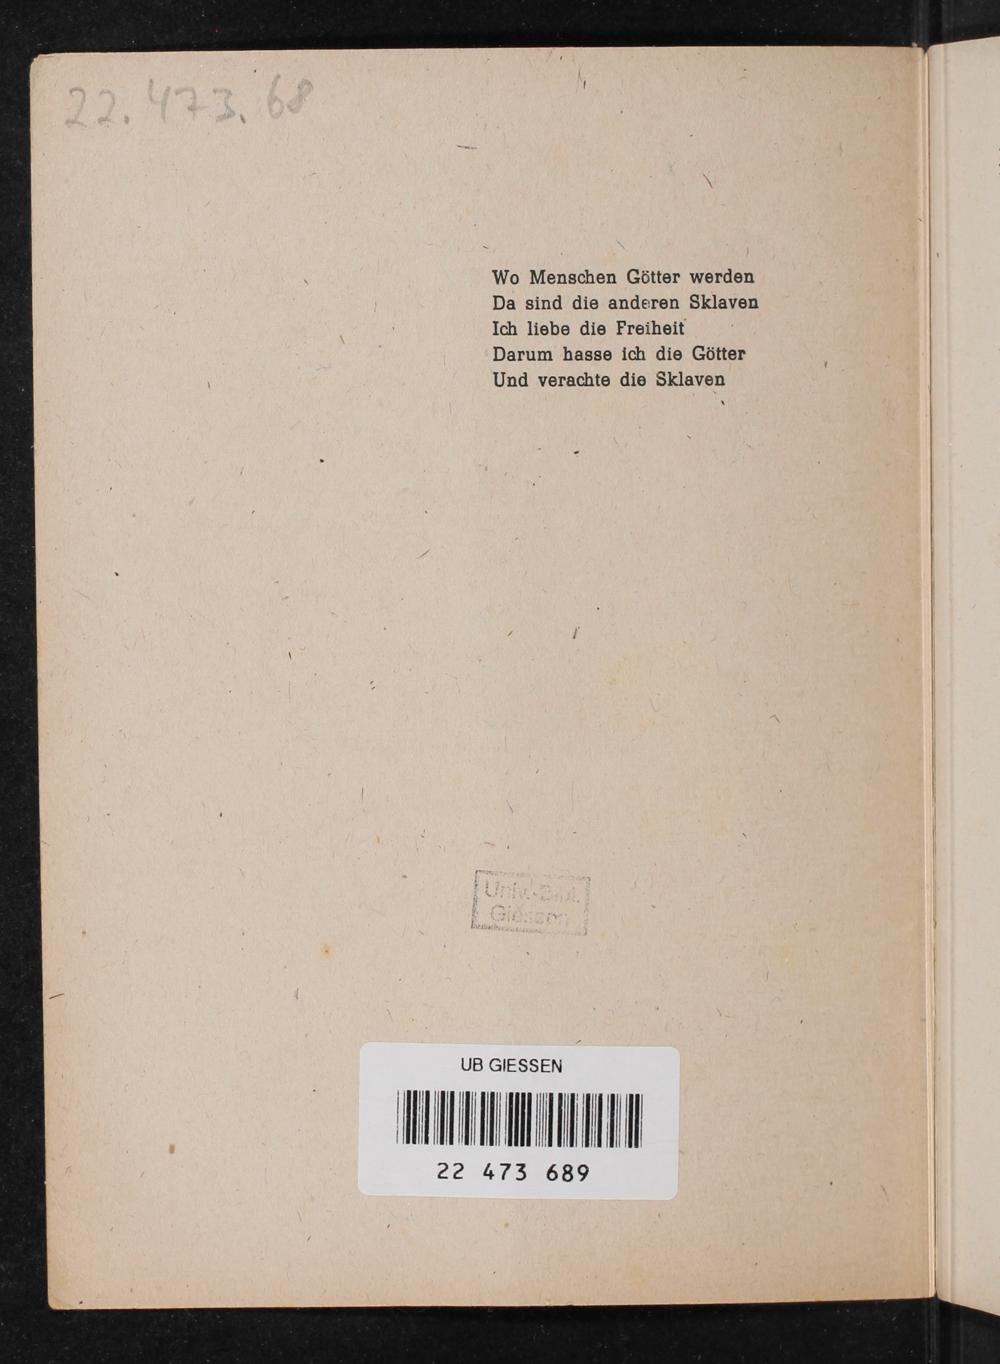 22.473.68
Wo Menschen Götter werden
Da sind die anderen Sklaven
Ich liebe die Freiheit
Darum hasse ich die Götter
Und verachte die Sklaven
Univ.-Bibl.
Giessen
UB GIESSEN
22 473 689